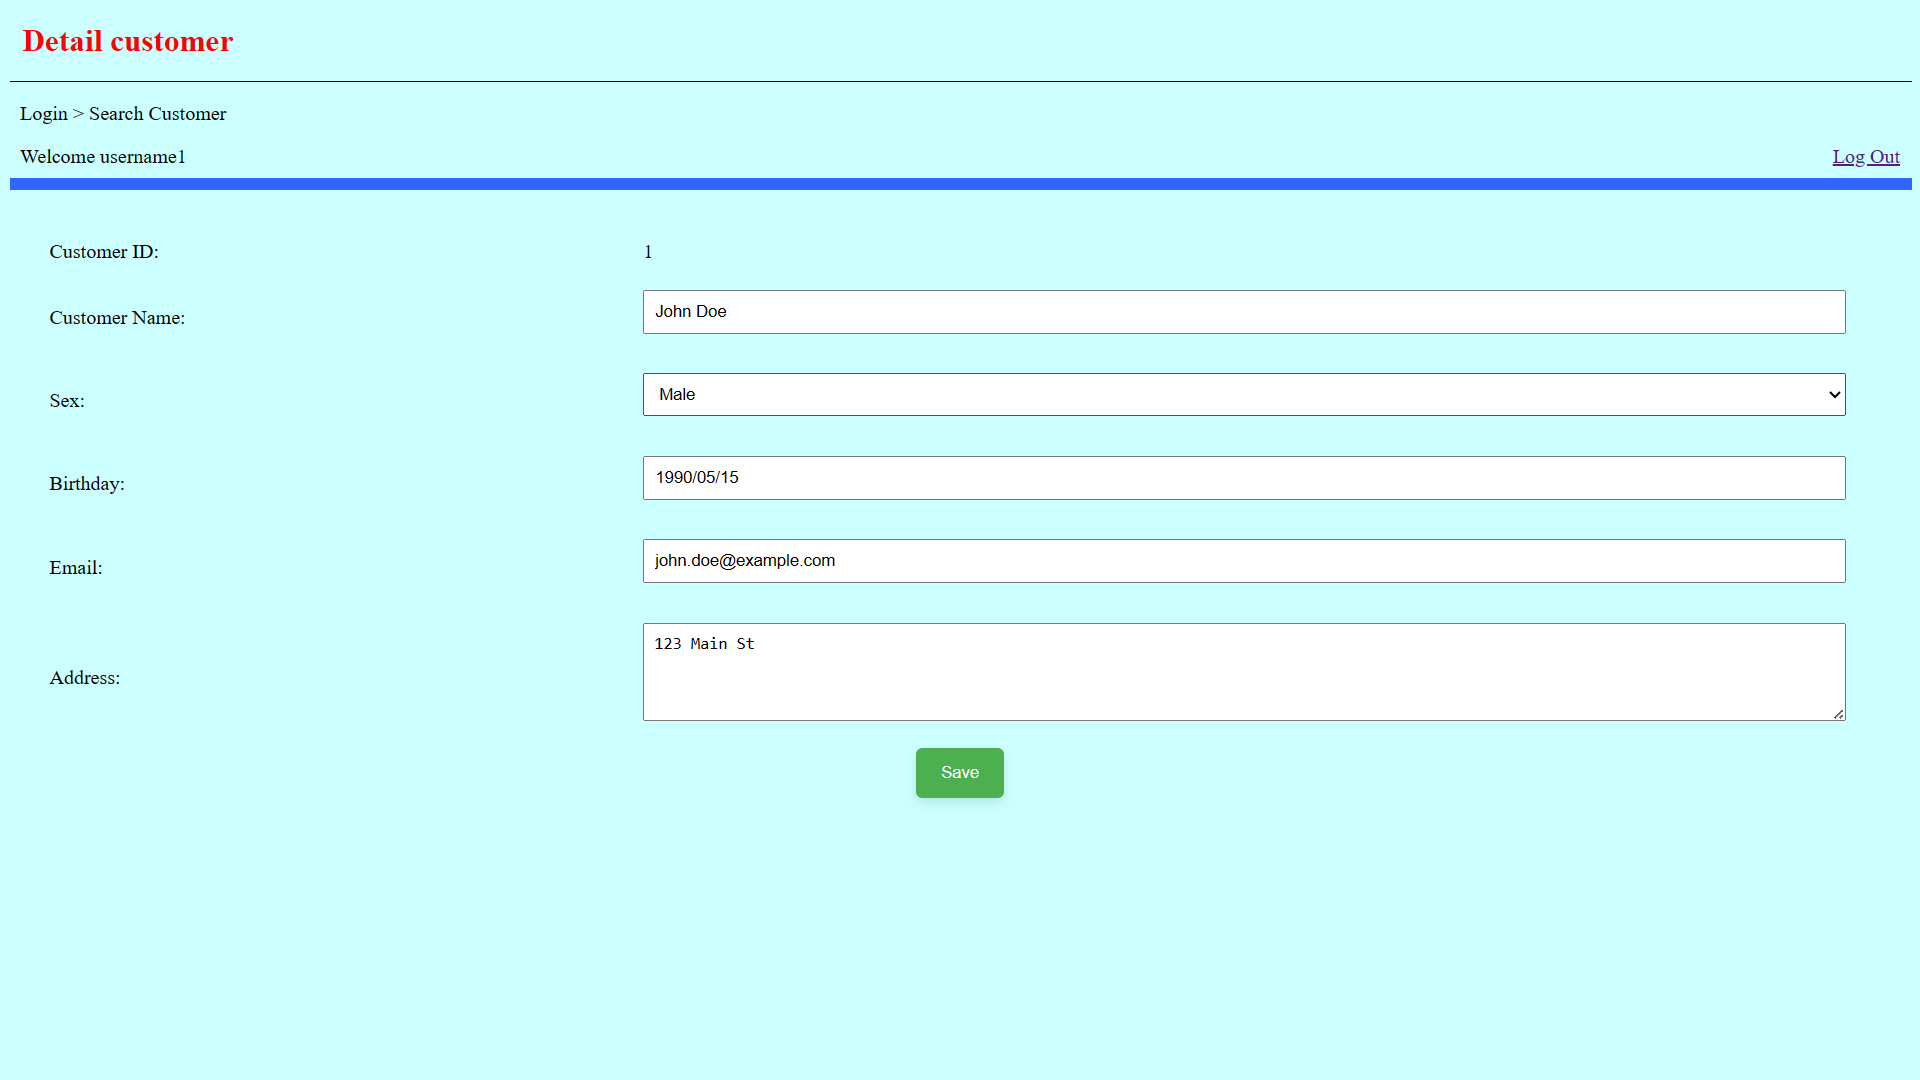 Detail customer
Login > Search Customer
Welcome username1
Log Out
Customer ID:
1
Customer Name:
John Doe
Sex:
Male
Birthday:
1990/05/15
Email:
john.doe@example.com
Address:
123 Main St
Save